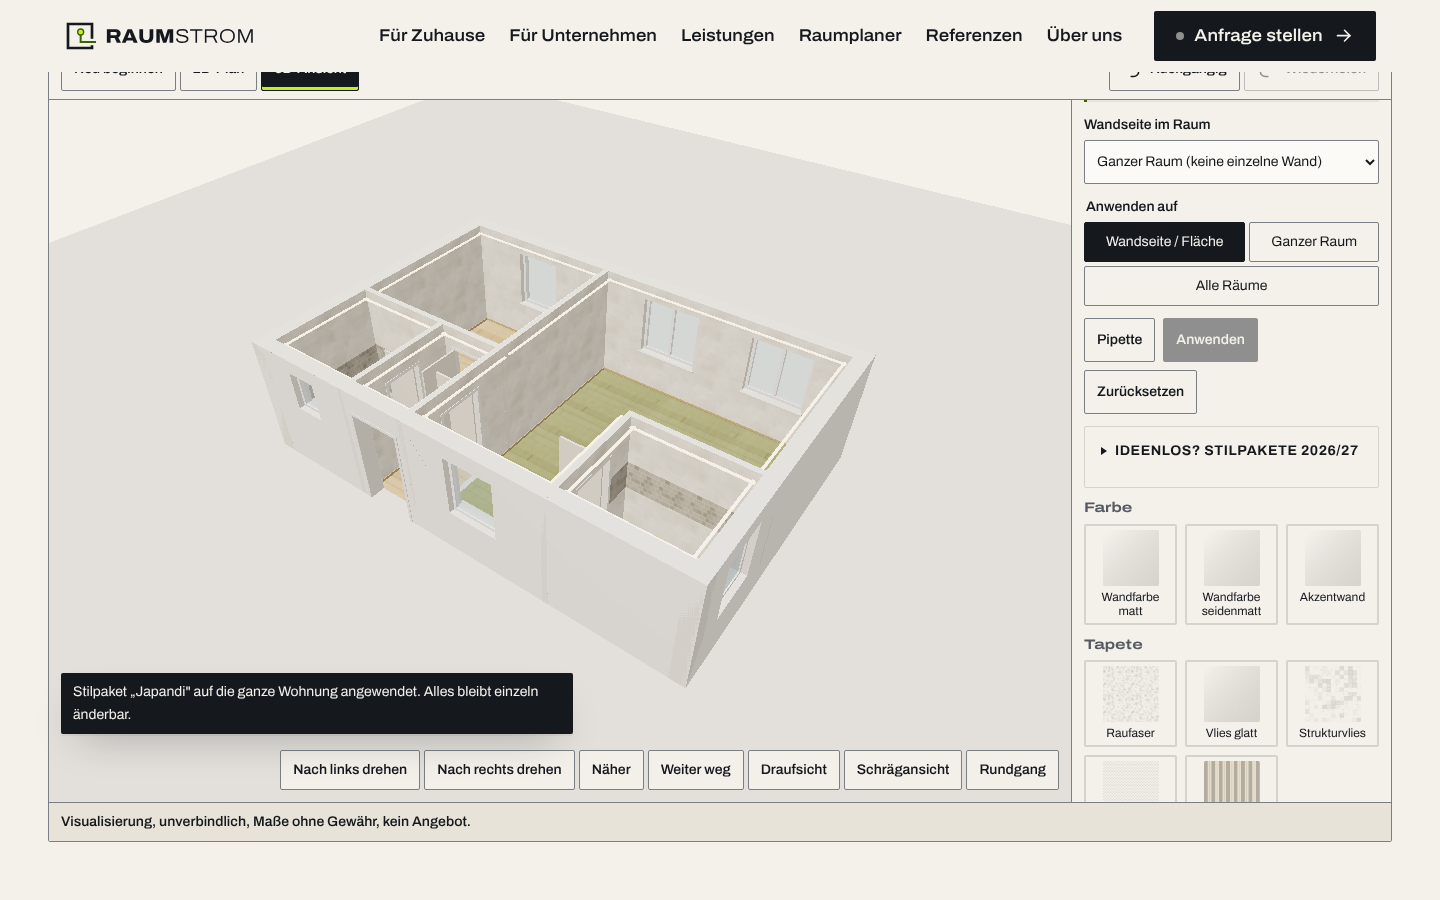 RAUMSTROM
Für Zuhause
Für Unternehmen
Leistungen
Raumplaner
Referenzen
Über uns
Anfrage stellen
Wandseite im Raum
Ganzer Raum (keine einzelne Wand)
Anwenden auf
Wandseite / Fläche
Ganzer Raum
Alle Räume
Pipette
Anwenden
Zurücksetzen
IDEENLOS? STILPAKETE 2026/27
Farbe
Wandfarbe
matt
Wandfarbe
seidenmatt
Akzentwand
Tapete
Raufaser
Vlies glatt
Strukturvlies
Stilpaket „Japandi" auf die ganze Wohnung angewendet. Alles bleibt einzeln
änderbar.
Nach links drehen
Nach rechts drehen
Näher
Weiter weg
Draufsicht
Schrägansicht
Rundgang
Visualisierung, unverbindlich, Maße ohne Gewähr, kein Angebot.